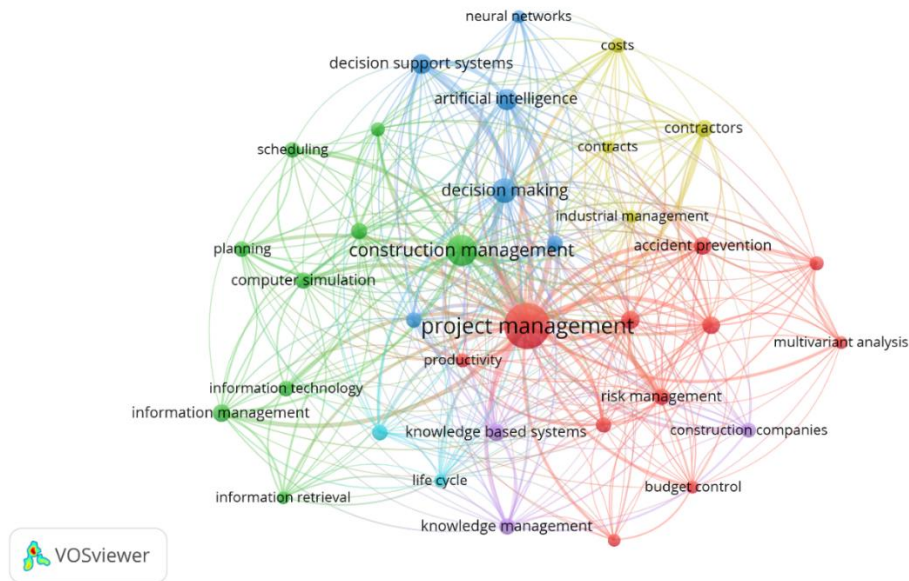 neural networks
costs
decision support systems
artificial intelligence
contractors
scheduling
contracts
decision making
industrial management
planning
construction management
accident prevention
computer simulation
project management
multivariant analysis
productivity
information technology
risk management
information management
knowledge based systems
construction companies
life cycle
budget control
information retrieval
knowledge management
VOSviewer